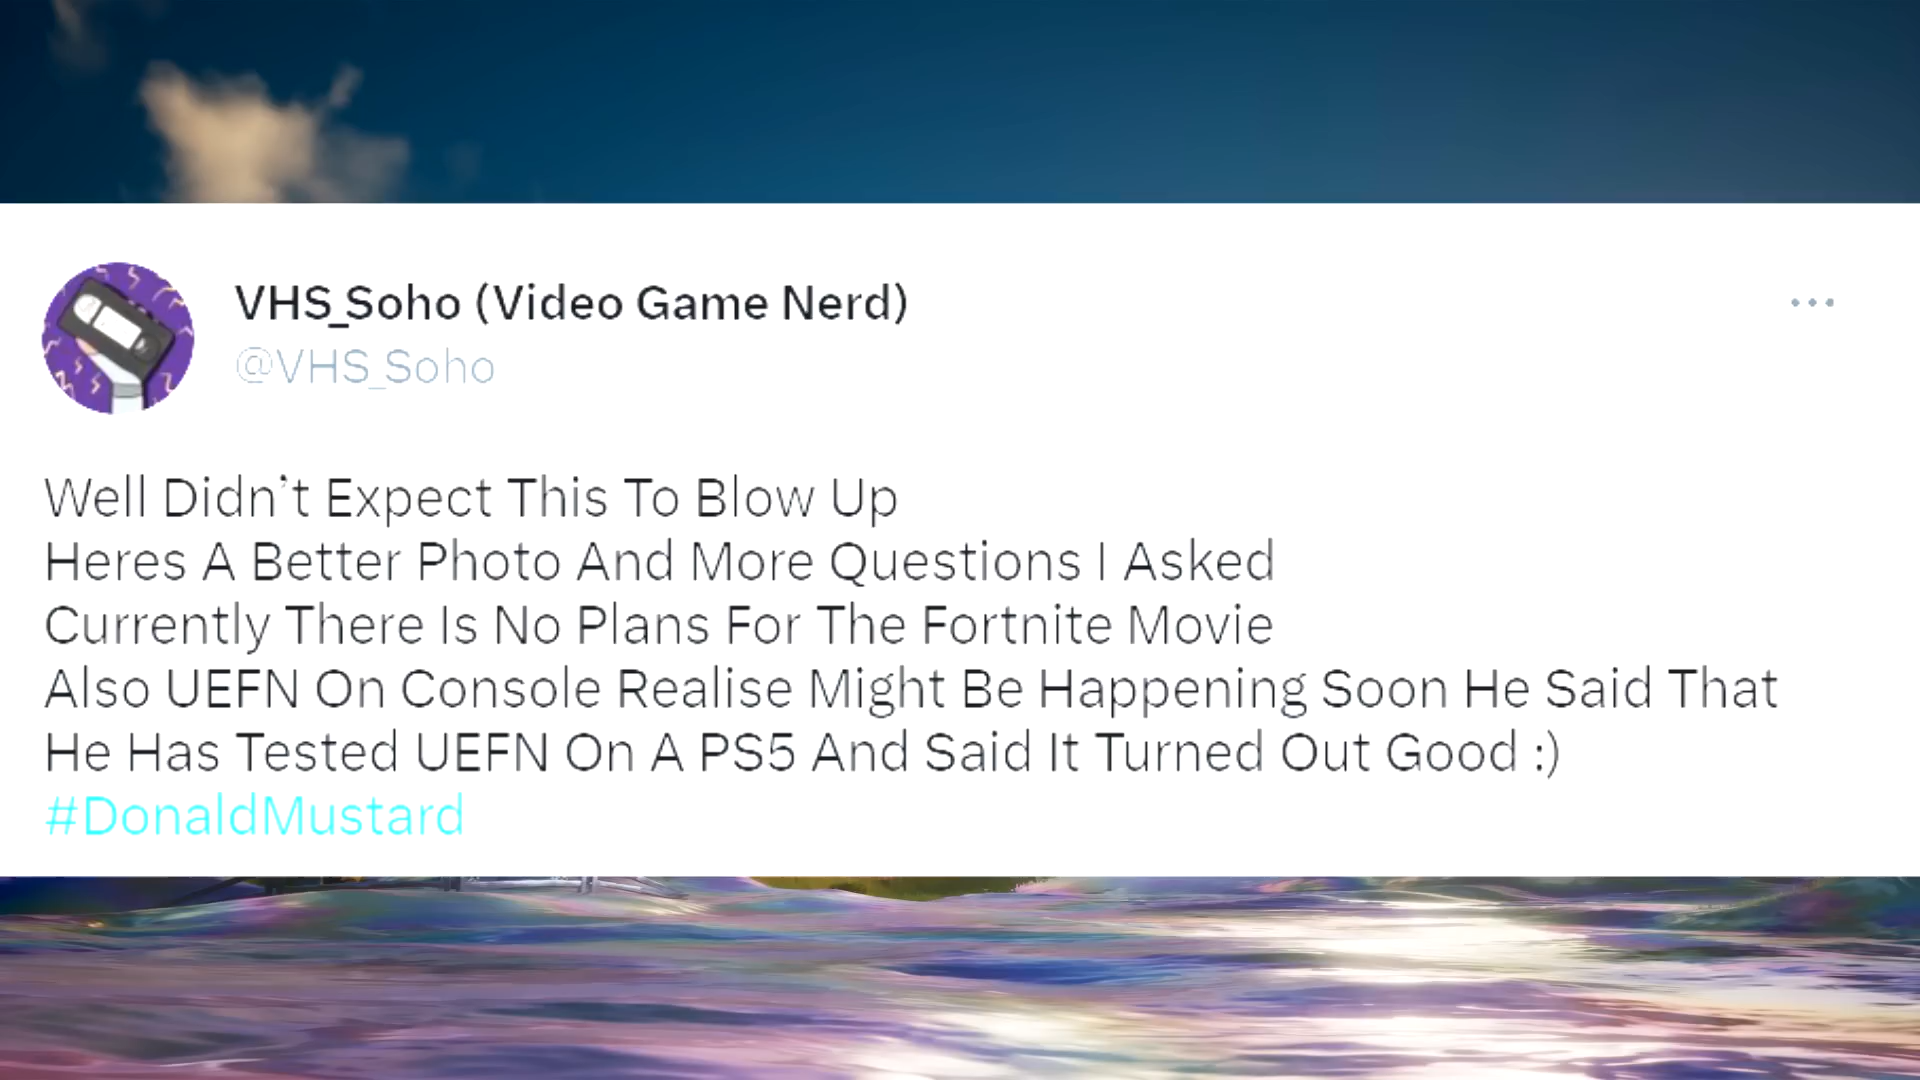 VHS_Soho (Video Game Nerd)
@VHS_Soho
Well Didn't Expect This To Blow Up
Heres A Better Photo And More Questions I Asked
Currently There Is No Plans For The Fortnite Movie
Also UEFN On Console Realise Might Be Happening Soon He Said That
He Has Tested UEFN On A PS5 And Said It Turned Out Good :)
#DonaldMustard